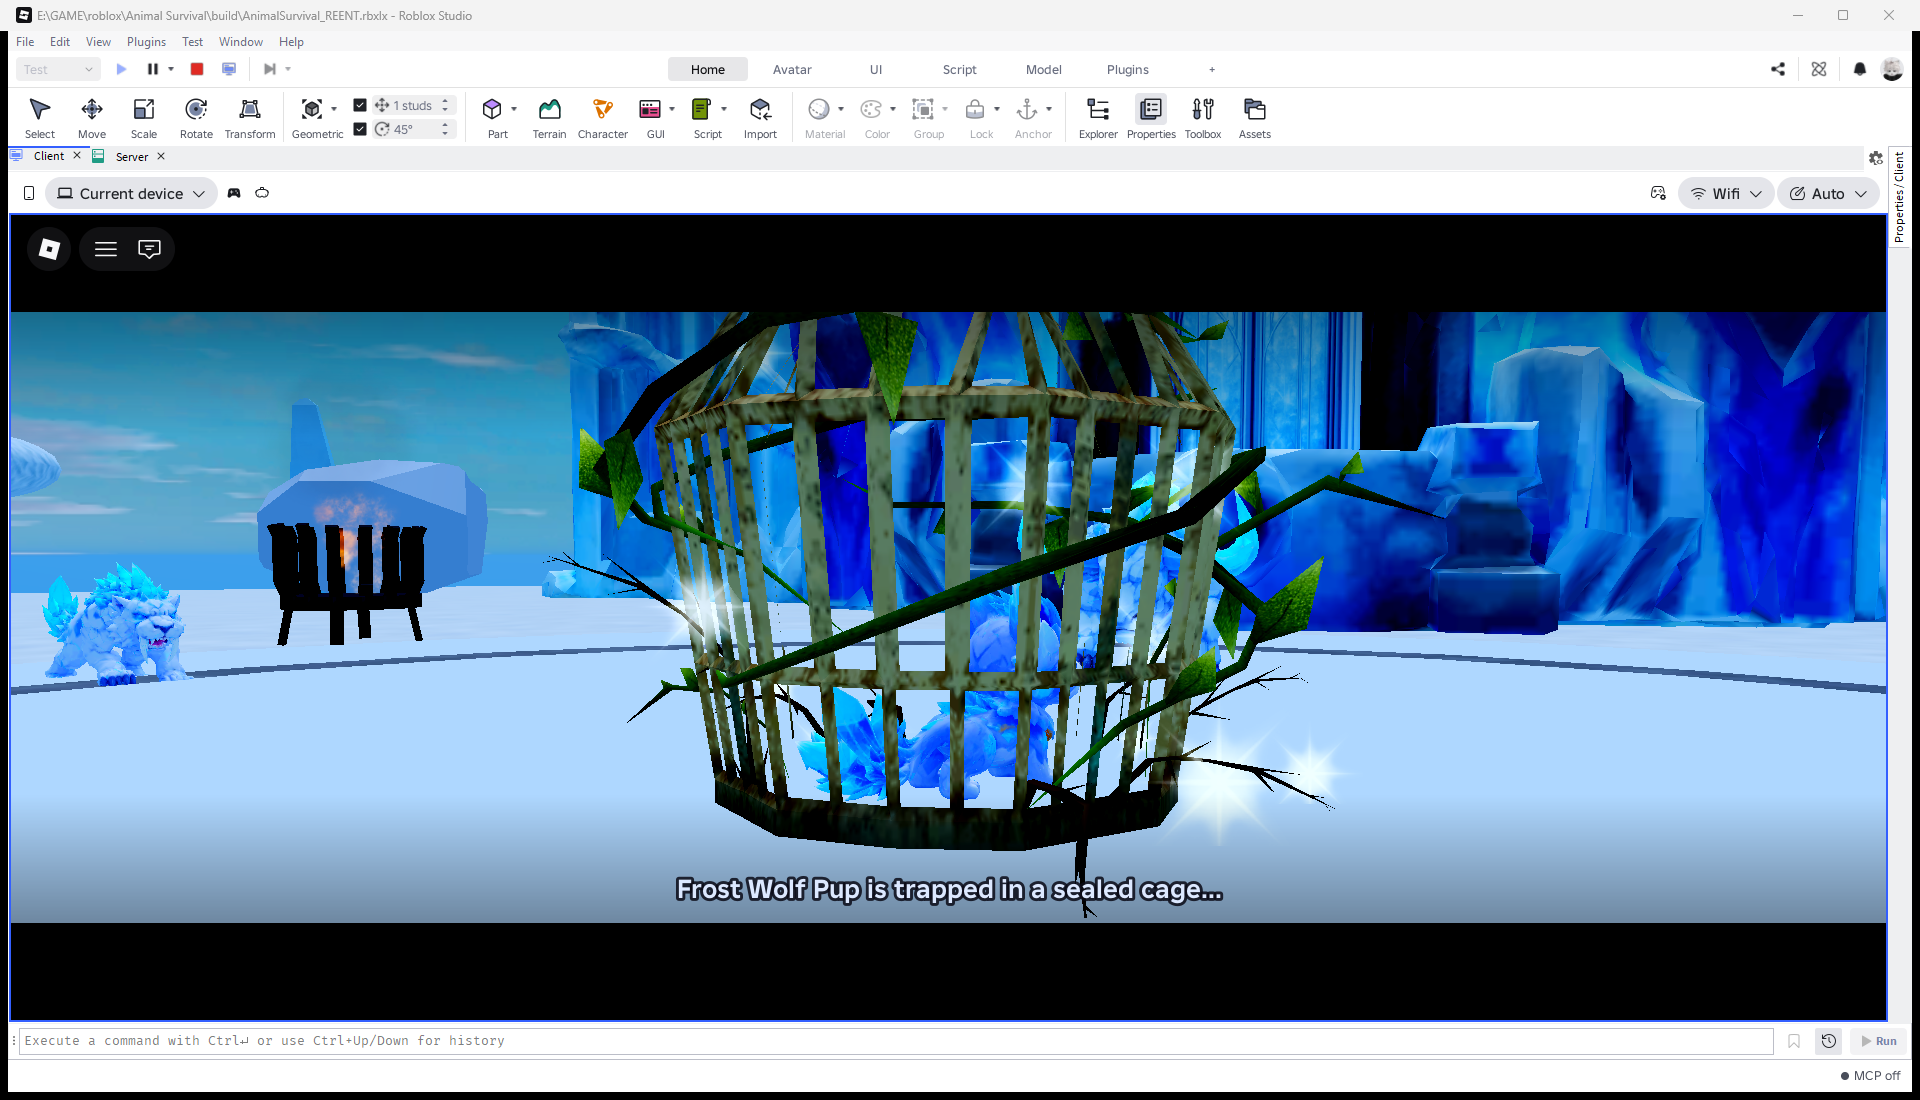 E:\GAME\roblox\Animal Survival\build\AnimalSurvival_REENT.rbxlx - Roblox Studio
File Edit View Plugins Test Window Help
Test Home Avatar UI Script Model Plugins +
1 studs
45°
Select Move Scale Rotate Transform Geometric Part Terrain Character GUI Script Import Material Color Group Lock Anchor Explorer Properties Toolbox Assets
Client Server
Properties / Client
Current device Wifi Auto
Frost Wolf Pup is trapped in a sealed cage...
Execute a command with Ctrl↵ or use Ctrl+Up/Down for history
Run
MCP off